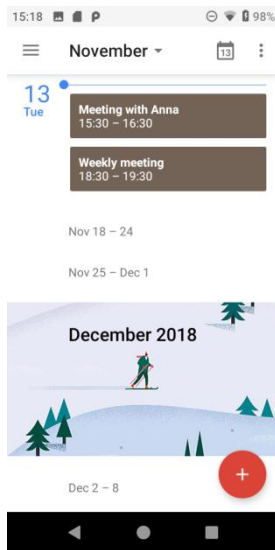 15:18
98%
November
13
13
Tue
Meeting with Anna
15:30 – 16:30
Weekly meeting
18:30 – 19:30
Nov 18 – 24
Nov 25 – Dec 1
December 2018
Dec 2 – 8